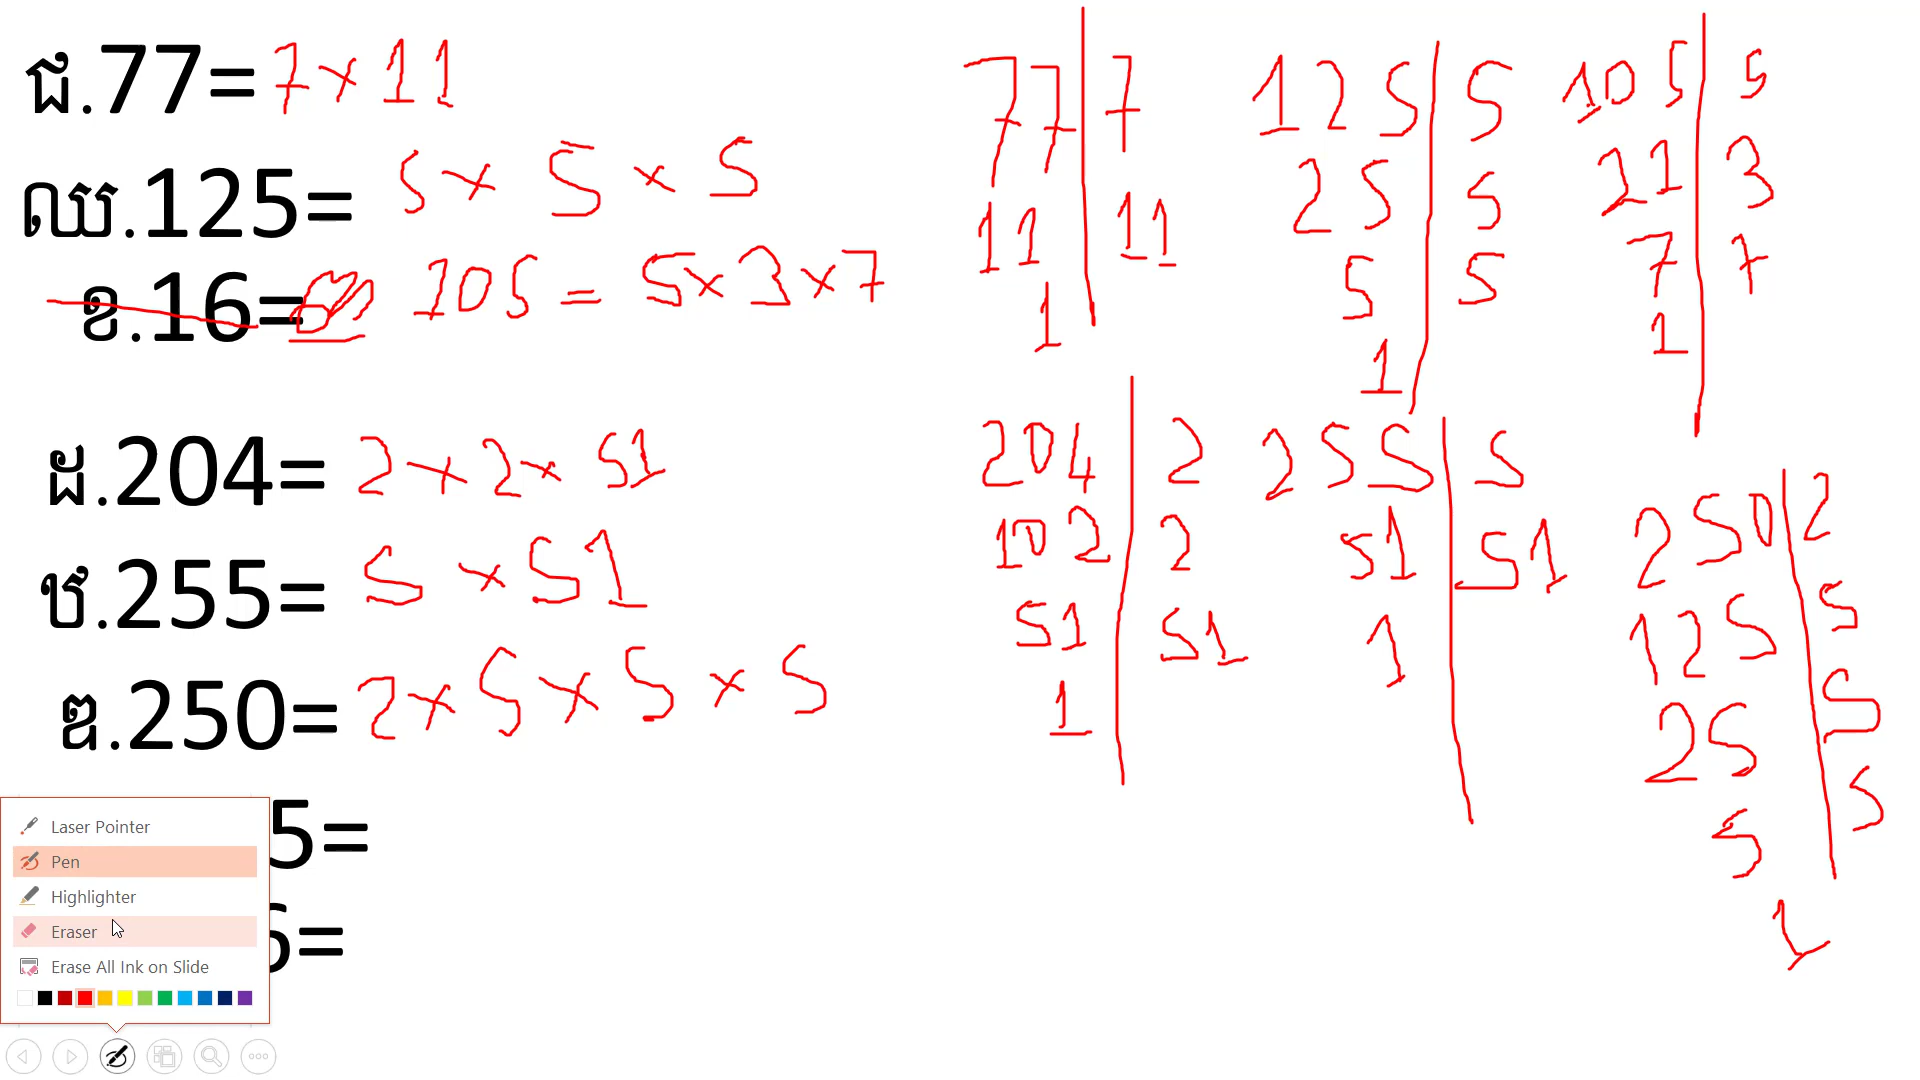 ជ.77= 7 × 11
ឈ.125= 5 × 5 × 5
ខ.16= 105 = 5 × 3 × 7
ដ.204= 2 × 2 × 51
ឋ.255= 5 × 51
ឌ.250= 2 × 5 × 5 × 5
5=
6=
77 7
11 11
1
125 5
25 5
5 5
1
105 5
21 3
7 7
1
204 2
102 2
51 51
1
255 5
51 51
1
250 2
125 5
25 5
5 5
1
Laser Pointer
Pen
Highlighter
Eraser
Erase All Ink on Slide